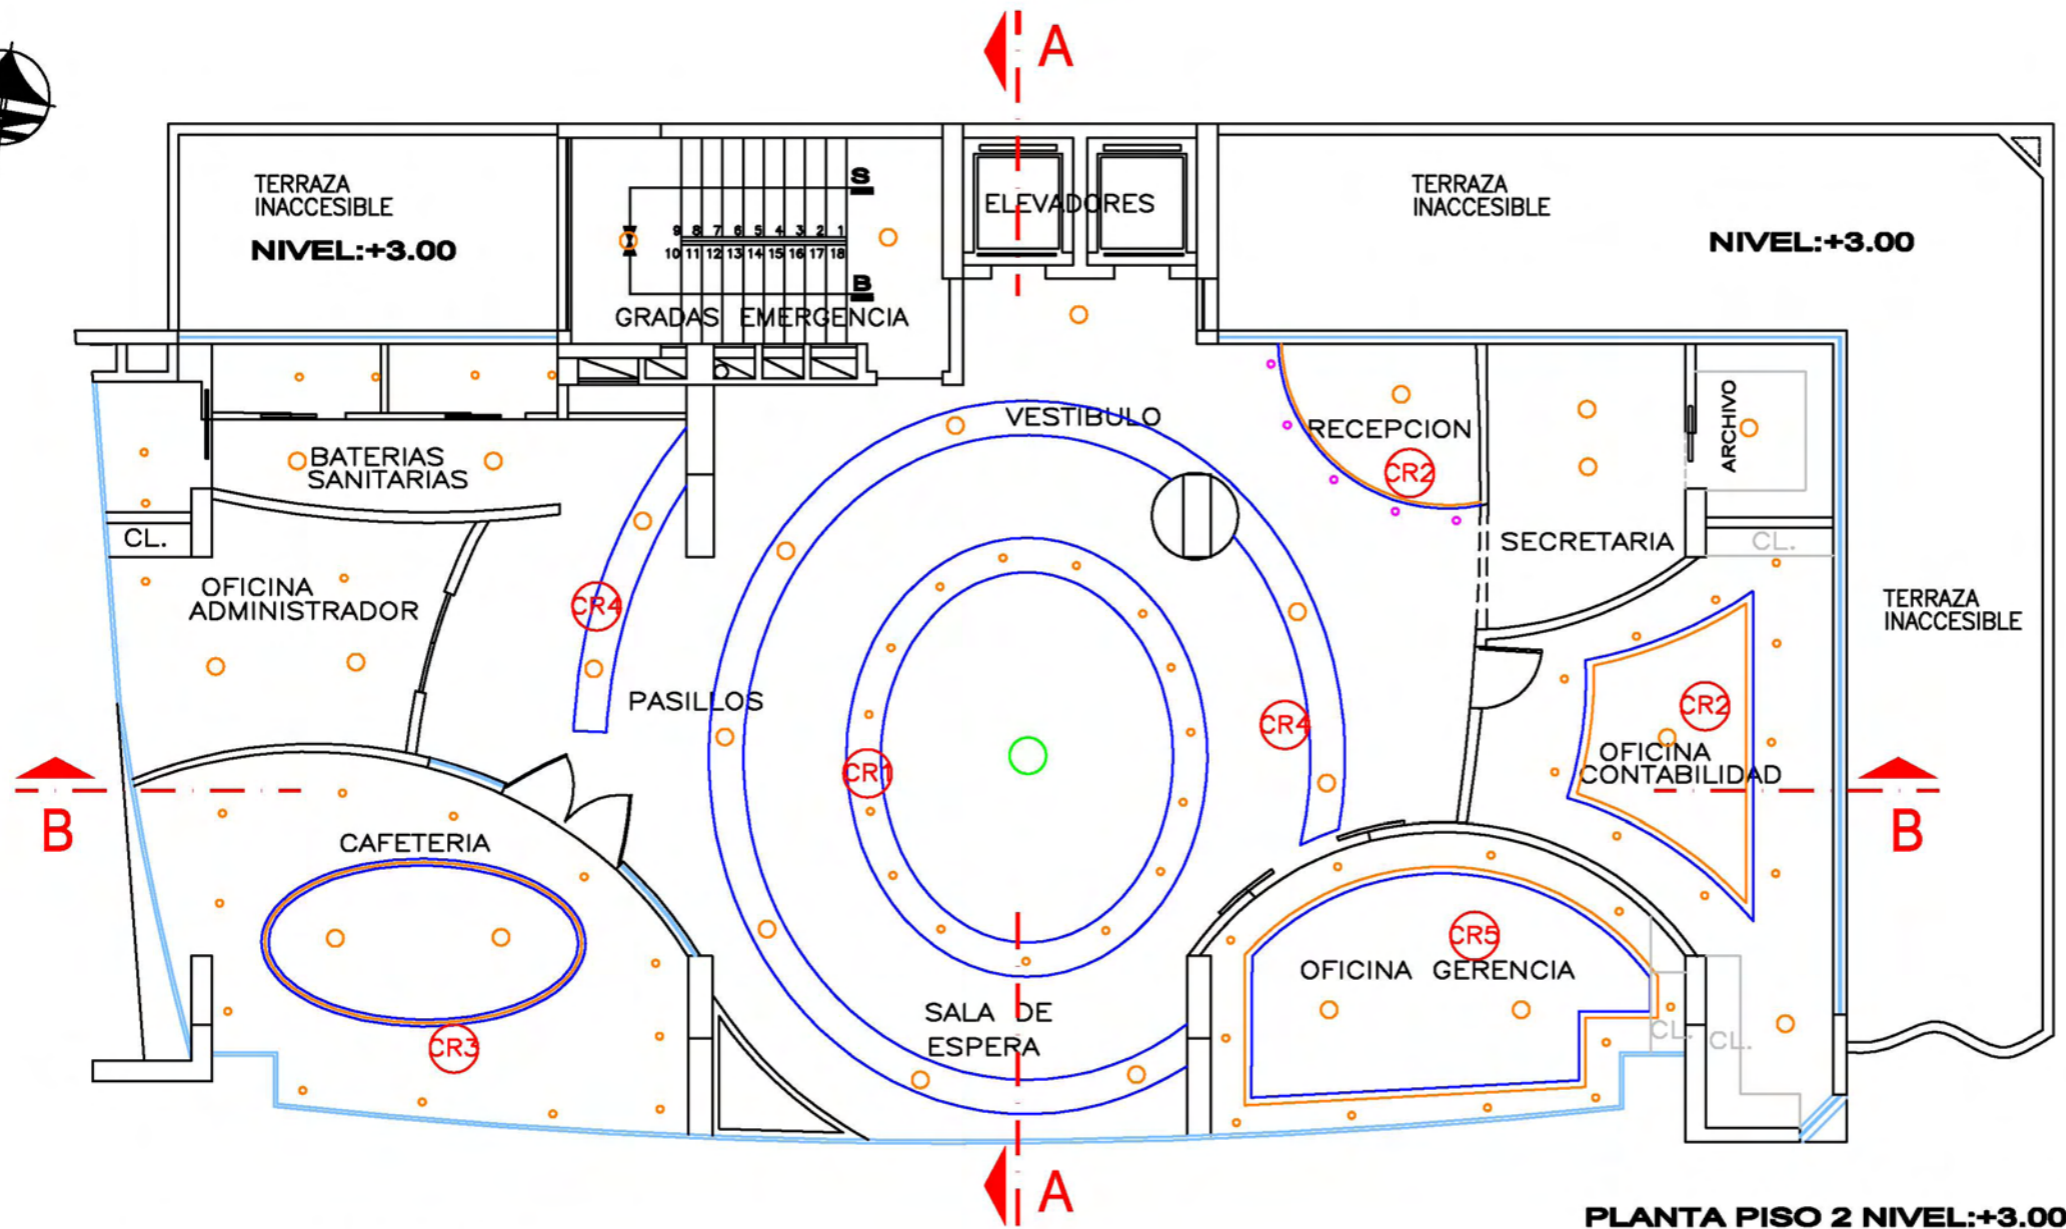 A
TERRAZA
INACCESIBLE
NIVEL:+3.00
S
9 8 7 6 5 4 3 2 1
10 11 12 13 14 15 16 17 18
B
GRADAS EMERGENCIA
ELEVADORES
TERRAZA
INACCESIBLE
NIVEL:+3.00
BATERIAS
SANITARIAS
VESTIBULO
RECEPCION
CR2
ARCHIVO
CL.
SECRETARIA
CL.
OFICINA
ADMINISTRADOR
CR4
TERRAZA
INACCESIBLE
PASILLOS
CR4
CR2
CR1
OFICINA
CONTABILIDAD
B
B
CAFETERIA
CR3
CR5
OFICINA GERENCIA
SALA DE
ESPERA
CL.
CL.
A
PLANTA PISO 2 NIVEL:+3.00